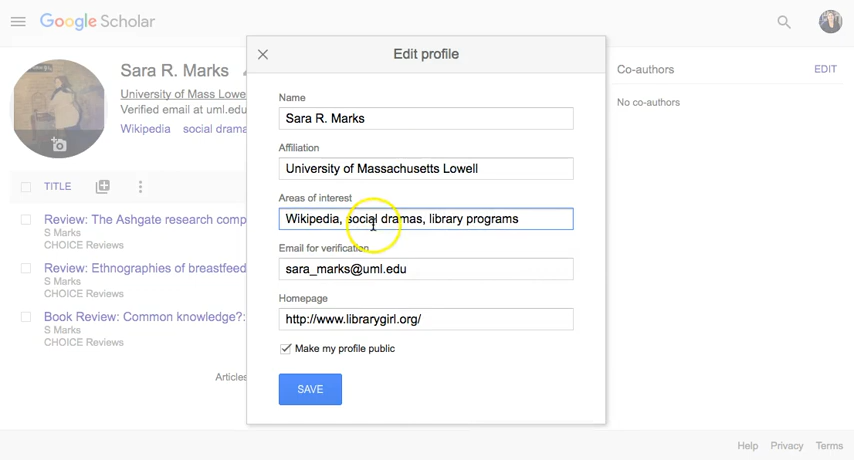 Google Scholar
Edit profile
Sara R. Marks
University of Mass Lowe
Verified email at uml.edu
Wikipedia social drama
TITLE
Review: The Ashgate research comp
S Marks
CHOICE Reviews
Review: Ethnographies of breastfeed
S Marks
CHOICE Reviews
Book Review: Common knowledge?:
S Marks
CHOICE Reviews
Articles
Name
Sara R. Marks
Affiliation
University of Massachusetts Lowell
Areas of interest
Wikipedia, social dramas, library programs
Email for verification
sara_marks@uml.edu
Homepage
http://www.librarygirl.org/
Make my profile public
SAVE
Co-authors EDIT
No co-authors
Help Privacy Terms